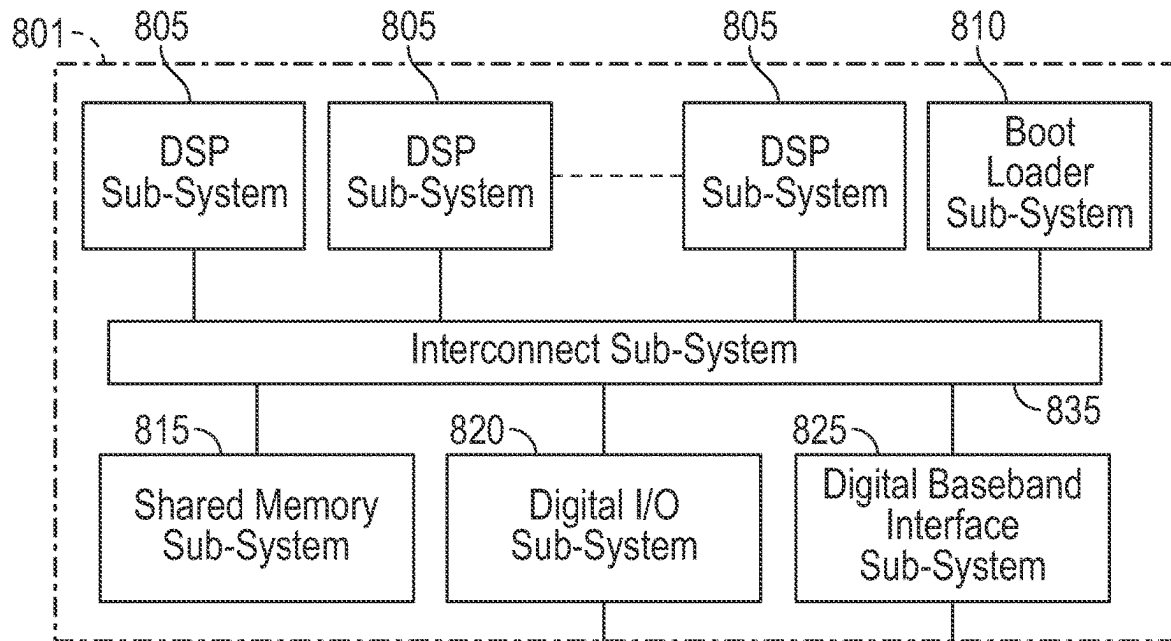 801
805
805
805
810
DSP
Sub-System
DSP
Sub-System
DSP
Sub-System
Boot
Loader
Sub-System
Interconnect Sub-System
835
815
820
825
Shared Memory
Sub-System
Digital I/O
Sub-System
Digital Baseband
Interface
Sub-System